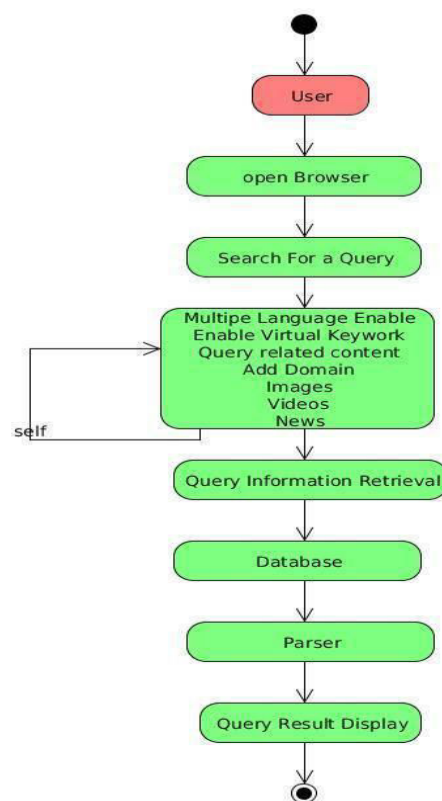 User
open Browser
Search For a Query
Multipe Language Enable
Enable Virtual Keywork
Query related content
Add Domain
Images
Videos
News
self
Query Information Retrieval
Database
Parser
Query Result Display